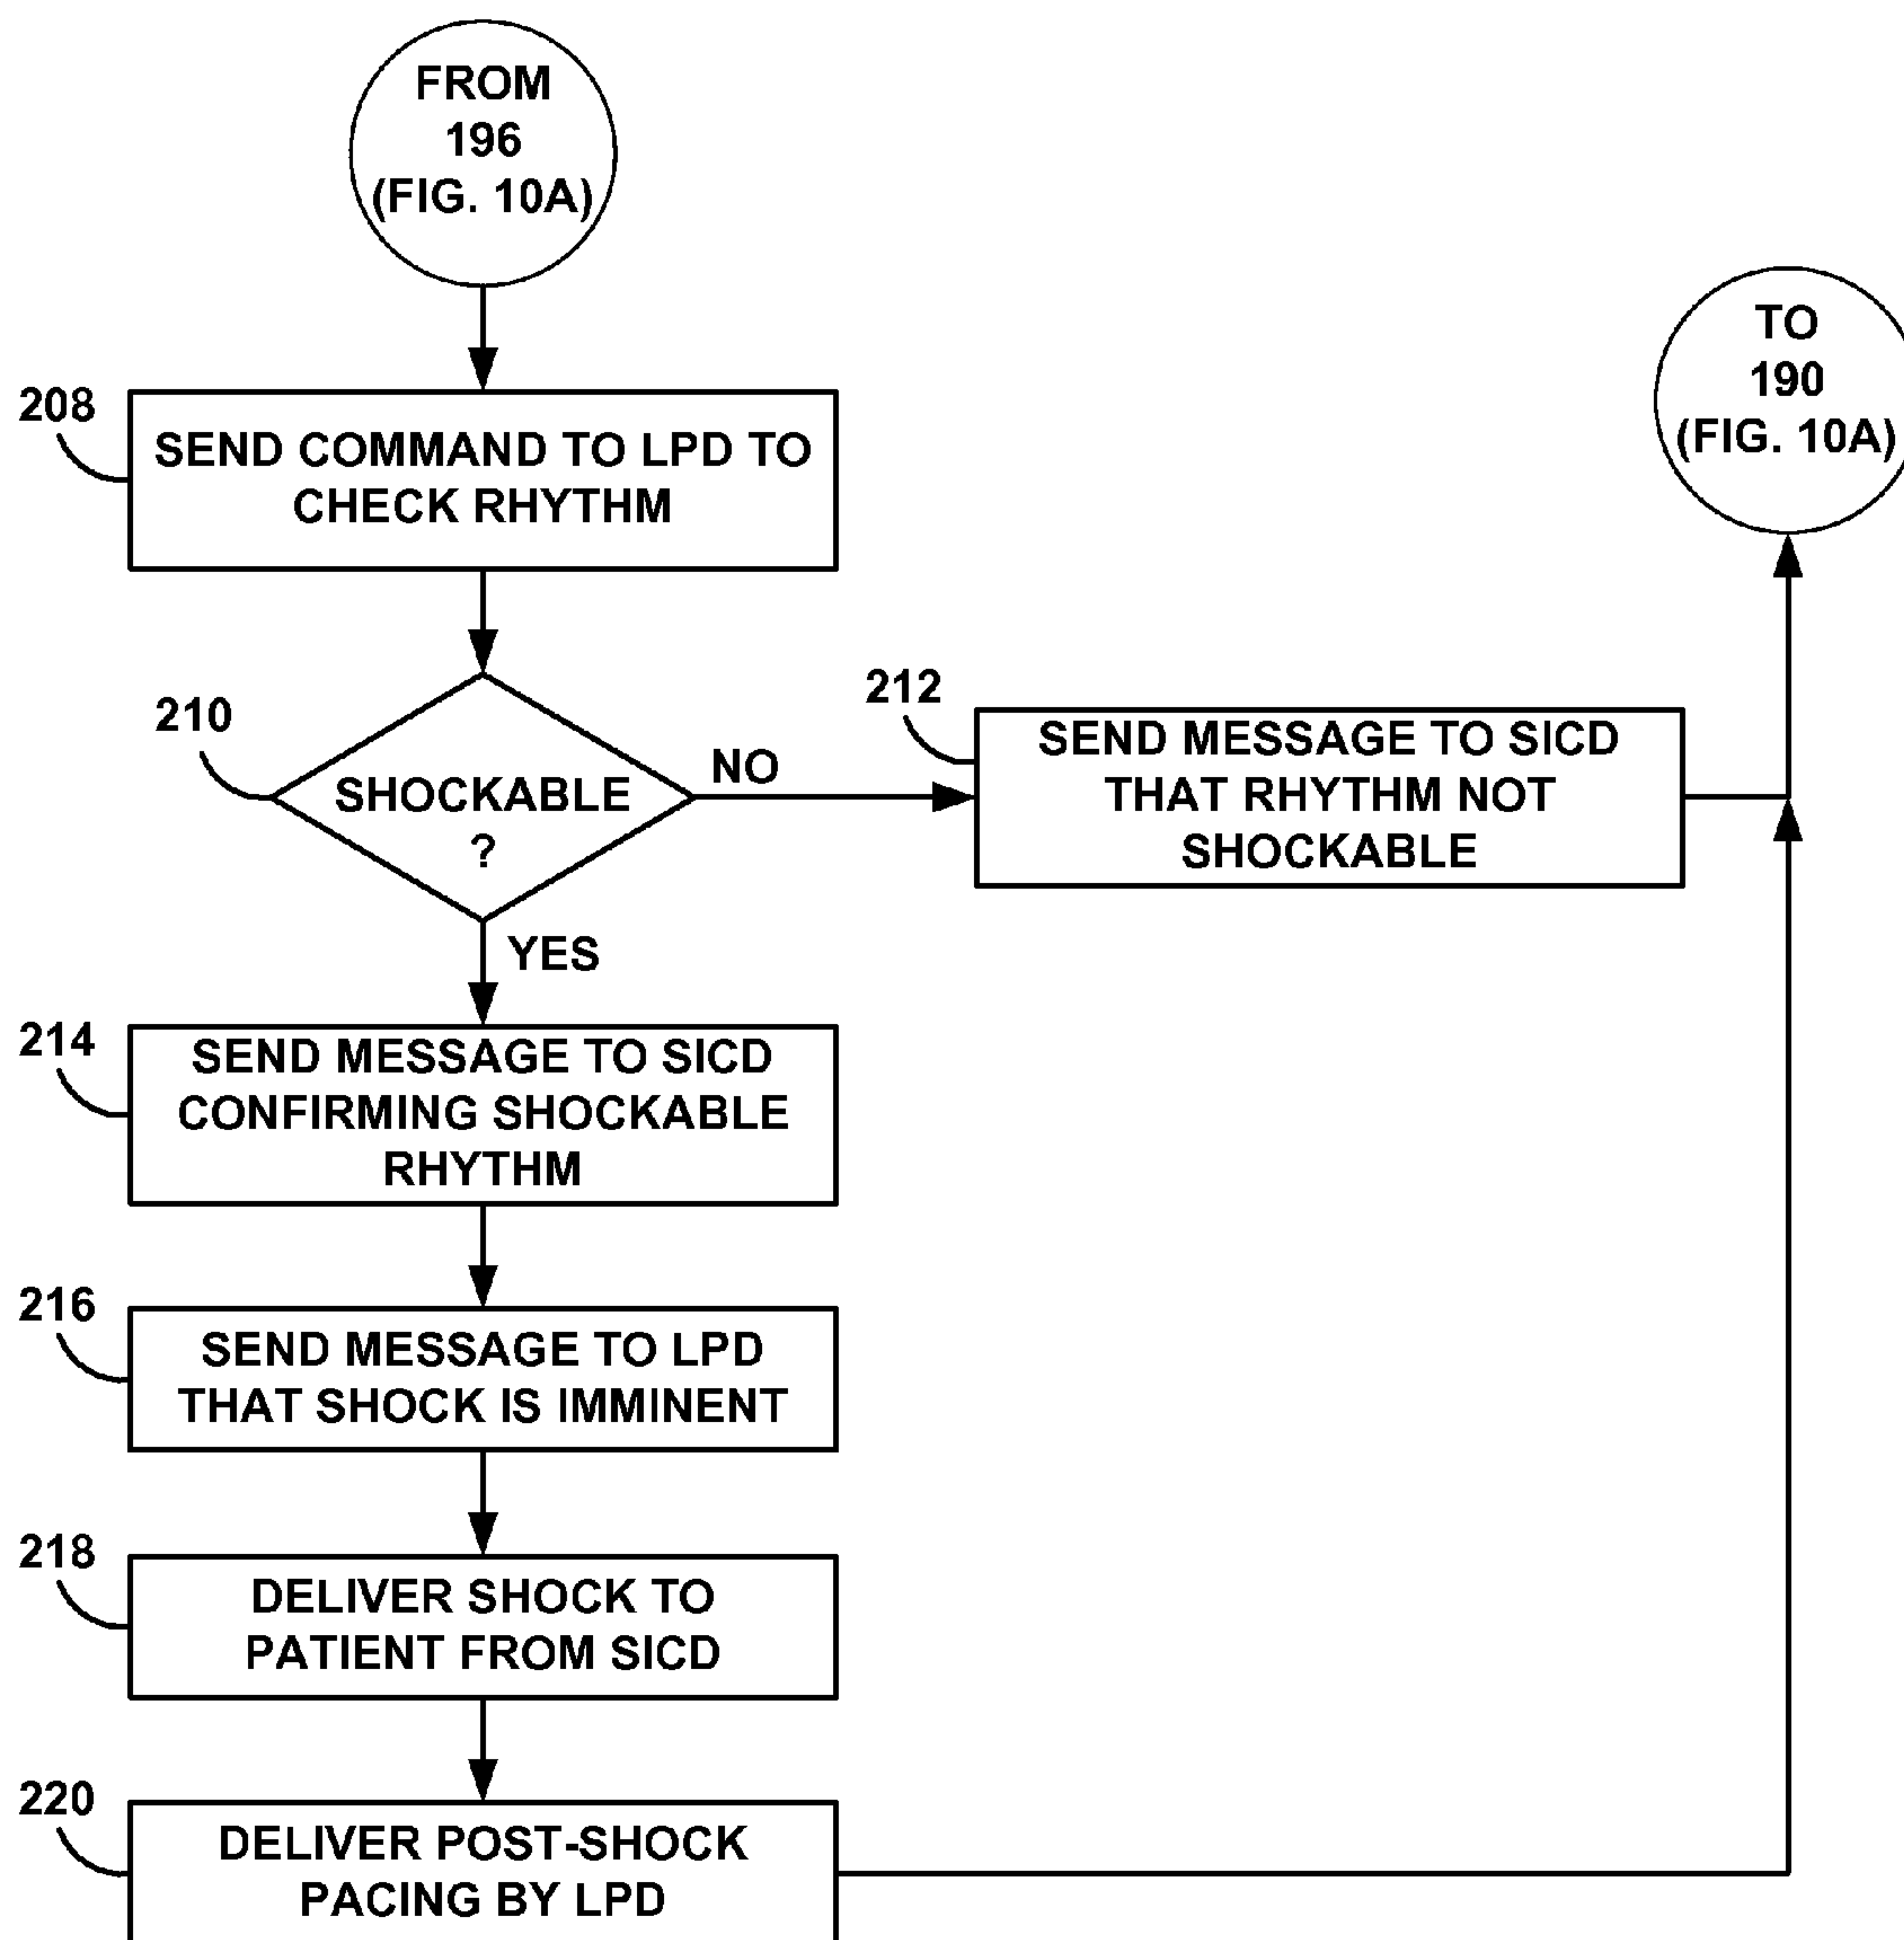 FROM
196
(FIG. 10A)
TO
190
(FIG. 10A)
208
SEND COMMAND TO LPD TO
CHECK RHYTHM
210
SHOCKABLE
?
NO
212
SEND MESSAGE TO SICD
THAT RHYTHM NOT
SHOCKABLE
YES
214
SEND MESSAGE TO SICD
CONFIRMING SHOCKABLE
RHYTHM
216
SEND MESSAGE TO LPD
THAT SHOCK IS IMMINENT
218
DELIVER SHOCK TO
PATIENT FROM SICD
220
DELIVER POST-SHOCK
PACING BY LPD